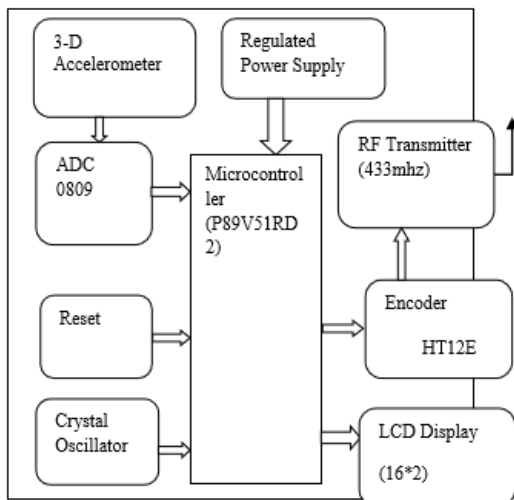 3-D
Accelerometer
Regulated
Power Supply
RF Transmitter
(433mhz)
ADC
0809
Microcontrol
ler
(P89V51RD
2)
Reset
Encoder
HT12E
Crystal
Oscillator
LCD Display
(16*2)